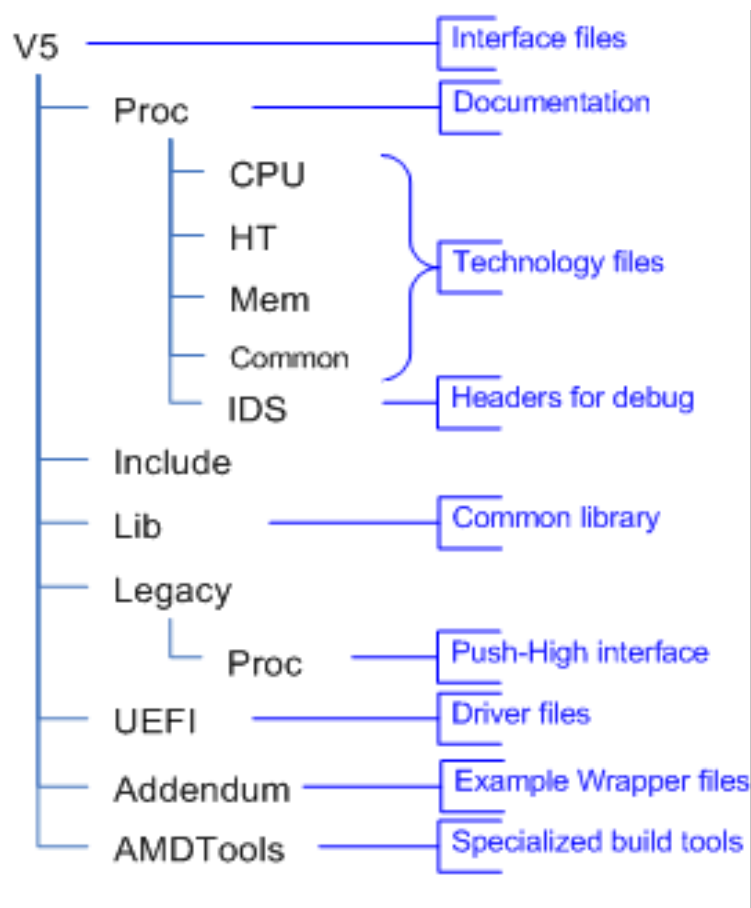 V5 Interface files
Proc Documentation
CPU
HT
Technology files
Mem
Common
IDS Headers for debug
Include
Lib Common library
Legacy
Proc Push-High interface
UEFI Driver files
Addendum Example Wrapper files
AMDTools Specialized build tools